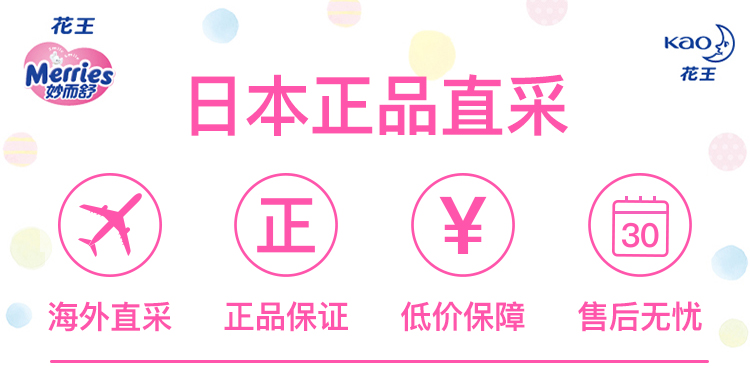 花王
Merries
妙而舒
Kao
花王
日本正品直采
正
¥
30
海外直采
正品保证
低价保障
售后无忧